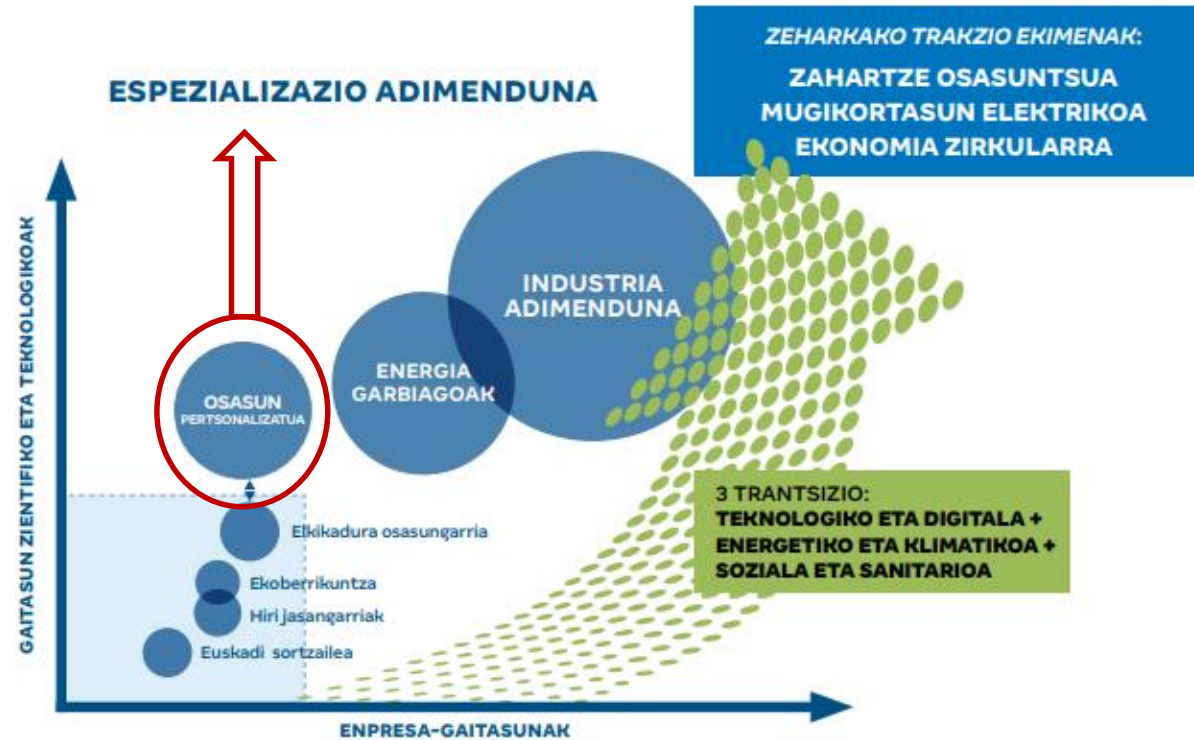 ZEHARKAKO TRAKZIO EKIMENAK:
ZAHARTZE OSASUNTSUA
MUGIKORTASUN ELEKTRIKOA
EKONOMIA ZIRKULARRA
ESPEZIALIZAZIO ADIMENDUNA
GAITASUN ZIENTIFIKO ETA TEKNOLOGIKOAK
INDUSTRIA
ADIMENDUNA
ENERGIA
GARBIAGOAK
OSASUN
PERTSONALIZATUA
3 TRANTSIZIO:
TEKNOLOGIKO ETA DIGITALA +
ENERGETIKO ETA KLIMATIKOA +
SOZIALA ETA SANITARIOA
Elkikadura osasungarria
Ekoberrikuntza
Hiri jasangarriak
Euskadi sortzailea
ENPRESA-GAITASUNAK